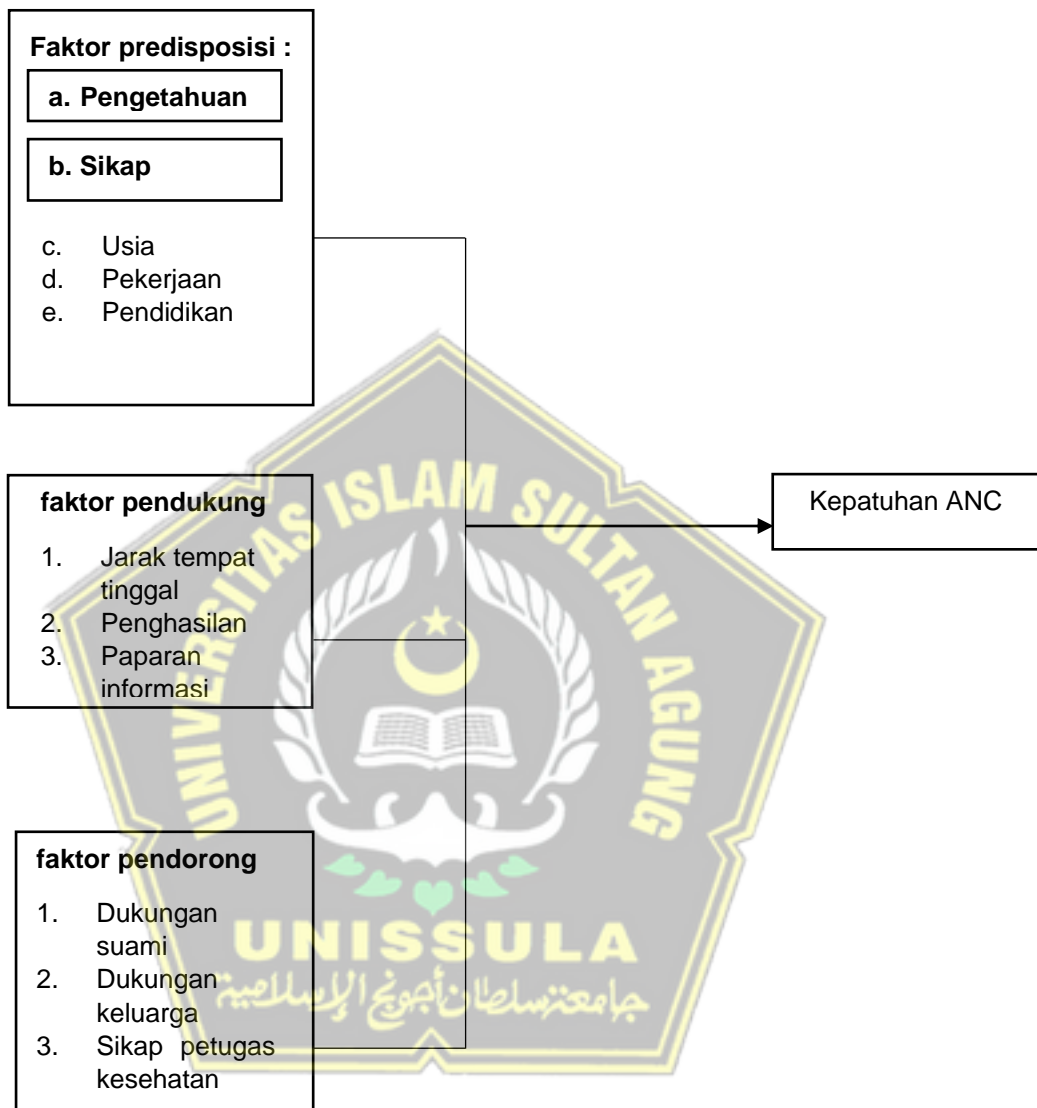 Faktor predisposisi :
a. Pengetahuan
b. Sikap
c. Usia
d. Pekerjaan
e. Pendidikan
faktor pendukung
1. Jarak tempat
tinggal
2. Penghasilan
3. Paparan
informasi
faktor pendorong
1. Dukungan
suami
2. Dukungan
keluarga
3. Sikap petugas
kesehatan
Kepatuhan ANC
UNIVERSITAS ISLAM SULTAN AGUNG
UNISSULA
جامعة سلطان أجونج الإسلامية